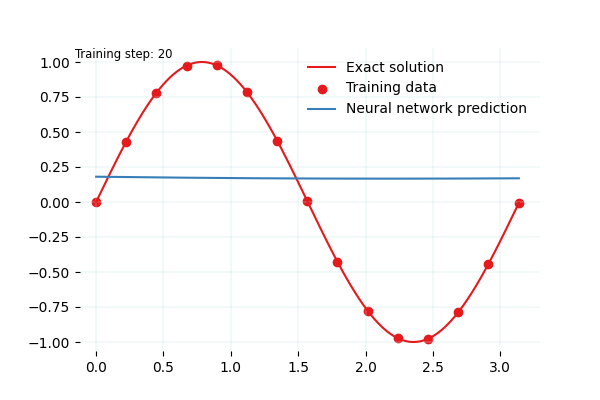 Training step: 20
Exact solution
Training data
Neural network prediction
1.00
0.75
0.50
0.25
0.00
−0.25
−0.50
−0.75
−1.00
0.0 0.5 1.0 1.5 2.0 2.5 3.0